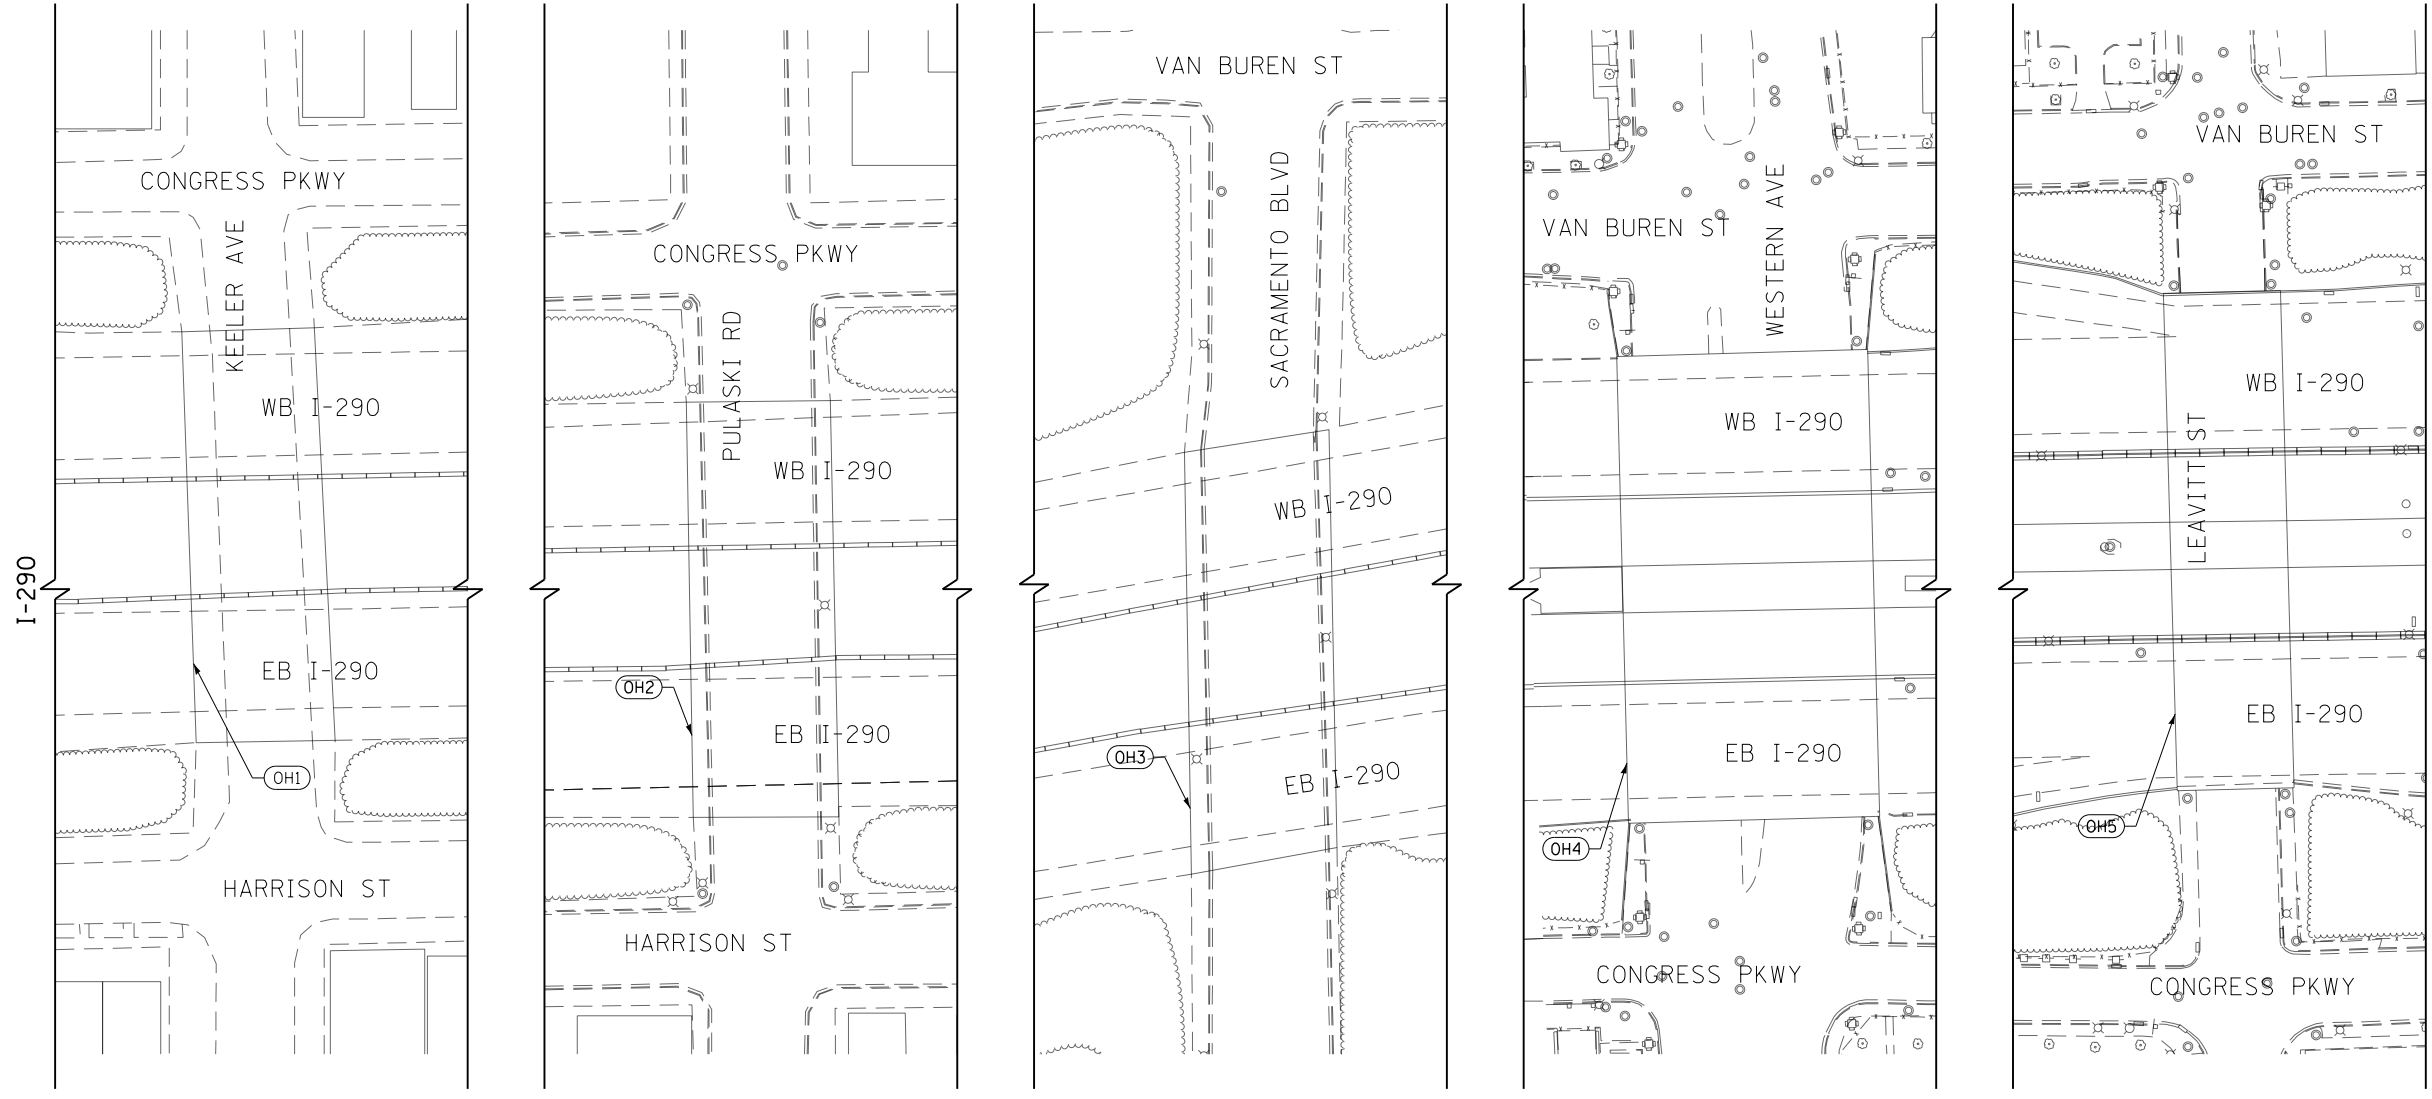 I-290
CONGRESS PKWY
KEELER AVE
WB I-290
EB I-290
OH1
HARRISON ST
CONGRESS PKWY
PULASKI RD
WB I-290
OH2
EB I-290
HARRISON ST
VAN BUREN ST
SACRAMENTO BLVD
WB I-290
OH3
EB I-290
VAN BUREN ST
WESTERN AVE
WB I-290
EB I-290
OH4
CONGRESS PKWY
VAN BUREN ST
WB I-290
LEAVITT ST
EB I-290
OH5
CONGRESS PKWY